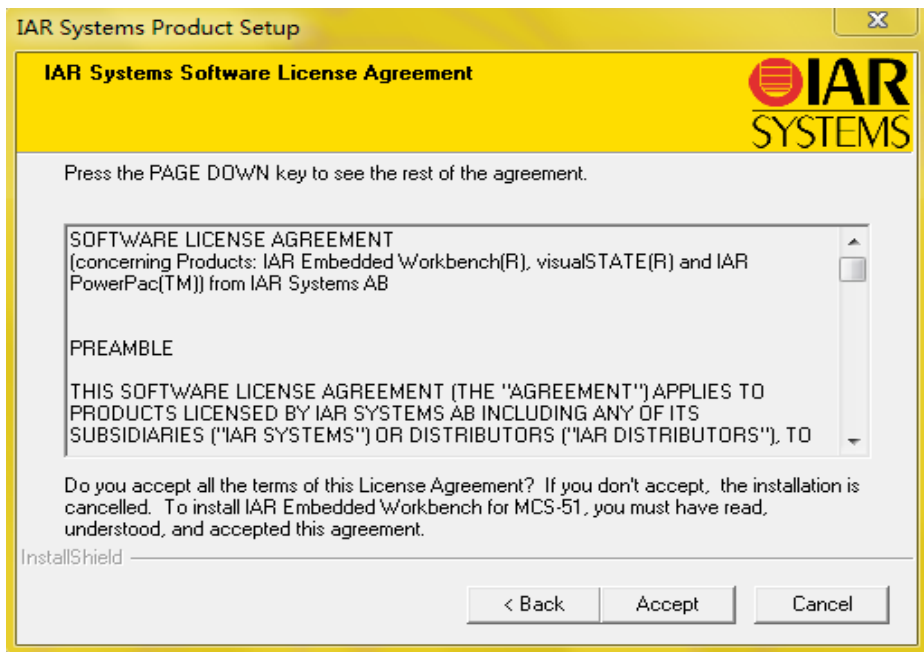 IAR Systems Product Setup
IAR Systems Software License Agreement
IAR
SYSTEMS
Press the PAGE DOWN key to see the rest of the agreement.
SOFTWARE LICENSE AGREEMENT
(concerning Products: IAR Embedded Workbench(R), visualSTATE(R) and IAR
PowerPac(TM)) from IAR Systems AB
PREAMBLE
THIS SOFTWARE LICENSE AGREEMENT (THE "AGREEMENT") APPLIES TO
PRODUCTS LICENSED BY IAR SYSTEMS AB INCLUDING ANY OF ITS
SUBSIDIARIES ("IAR SYSTEMS") OR DISTRIBUTORS ("IAR DISTRIBUTORS"), TO
Do you accept all the terms of this License Agreement? If you don't accept, the installation is
cancelled. To install IAR Embedded Workbench for MCS-51, you must have read,
understood, and accepted this agreement.
InstallShield
< Back Accept Cancel